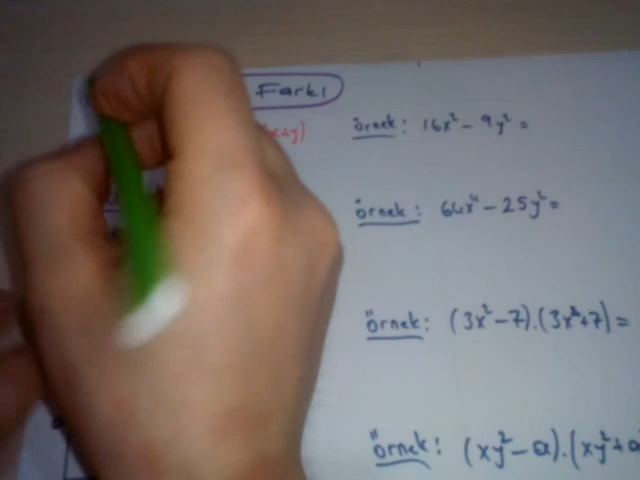 Farkı
x+y)
örnek: 16x² - 9y² =
örnek: 64x⁴ - 25y² =
örnek: (3x² - 7).(3x² + 7) =
örnek: (xy² - a).(xy² + a